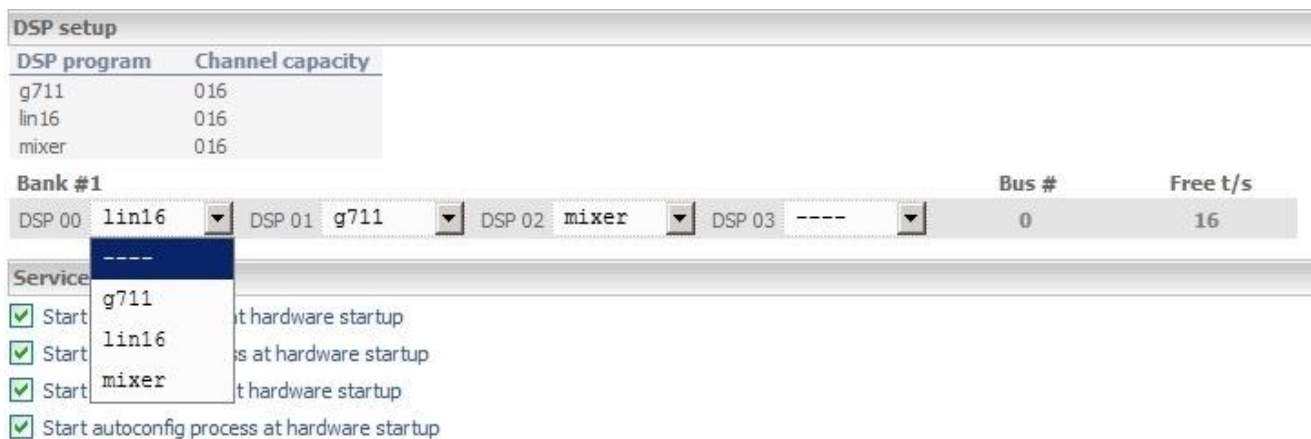 DSP setup
DSP program Channel capacity
g711 016
lin16 016
mixer 016
Bank #1 Bus # Free t/s
DSP 00 lin16 DSP 01 g711 DSP 02 mixer DSP 03 ---- 0 16
----
g711
lin16
mixer
Service
Start t hardware startup
Start ss at hardware startup
Start t hardware startup
Start autoconfig process at hardware startup